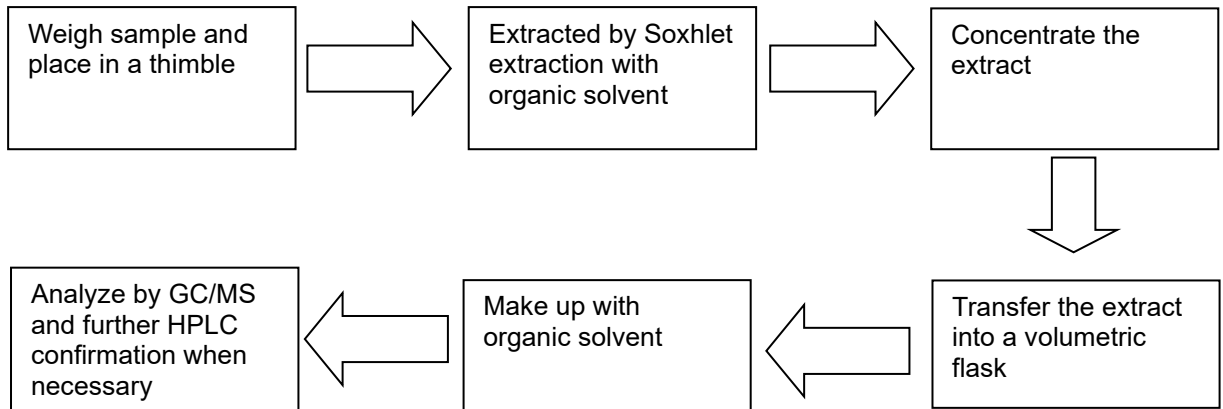 Weigh sample and
place in a thimble
Extracted by Soxhlet
extraction with
organic solvent
Concentrate the
extract
Transfer the extract
into a volumetric
flask
Make up with
organic solvent
Analyze by GC/MS
and further HPLC
confirmation when
necessary